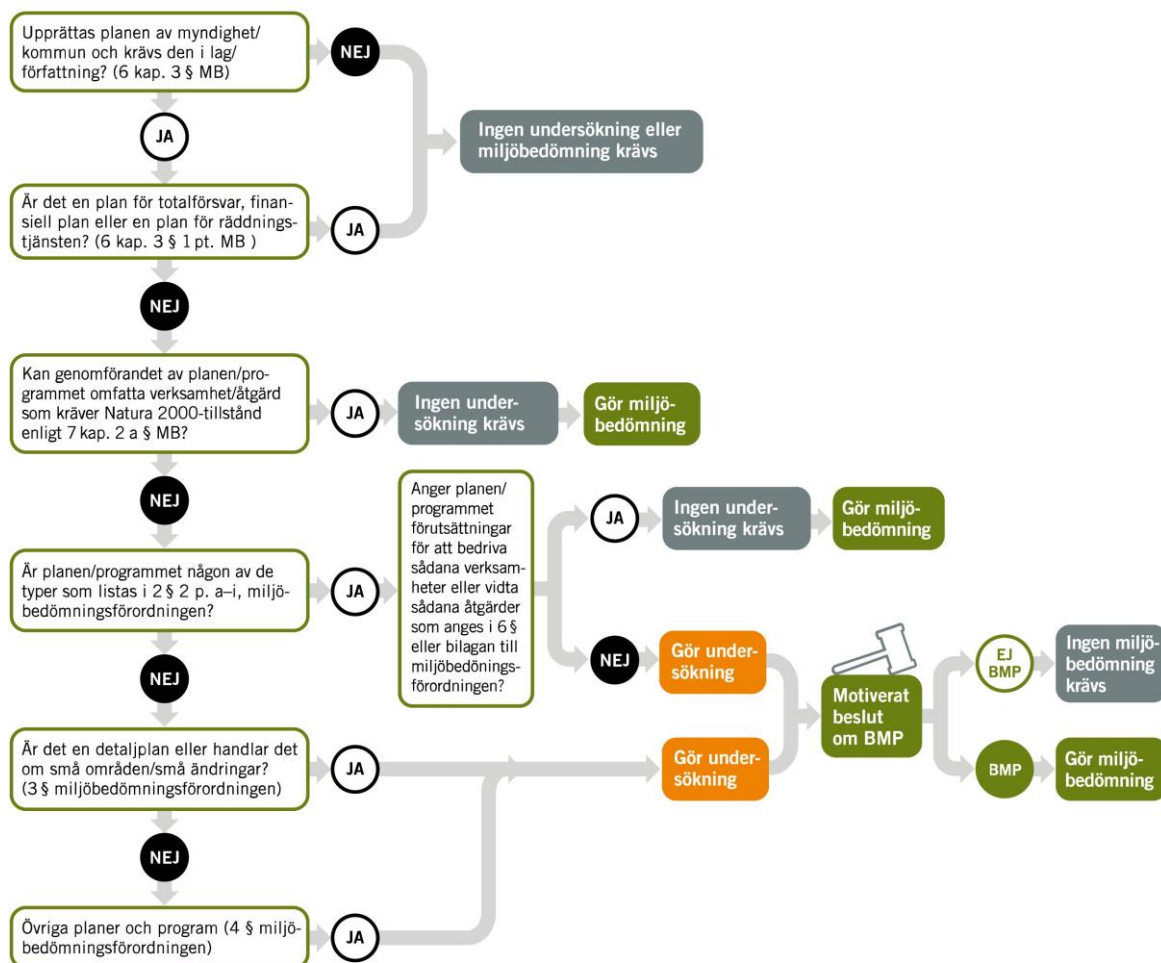 Upprättas planen av myndighet/
kommun och krävs den i lag/
författning? (6 kap. 3 § MB)
NEJ
JA
Ingen undersökning eller
miljöbedömning krävs
Är det en plan för totalförsvar, finan-
siell plan eller en plan för räddnings-
tjänsten? (6 kap. 3 § 1 pt. MB )
JA
NEJ
Kan genomförandet av planen/pro-
grammet omfatta verksamhet/åtgärd
som kräver Natura 2000-tillstånd
enligt 7 kap. 2 a § MB?
JA
Ingen under-
sökning krävs
Gör miljö-
bedömning
NEJ
Är planen/programmet någon av de
typer som listas i 2 § 2 p. a–i, miljö-
bedömningsförordningen?
JA
Anger planen/
programmet
förutsättningar
för att bedriva
sådana verksam-
heter eller vidta
sådana åtgärder
som anges i 6 §
eller bilagan till
miljöbedönings-
förordningen?
JA
Ingen under-
sökning krävs
Gör miljö-
bedömning
NEJ
Gör under-
sökning
Motiverat
beslut
om BMP
EJ
BMP
Ingen miljö-
bedömning
krävs
BMP
Gör miljö-
bedömning
NEJ
Är det en detaljplan eller handlar det
om små områden/små ändringar?
(3 § miljöbedömningsförordningen)
JA
Gör under-
sökning
NEJ
Övriga planer och program (4 § miljö-
bedömningsförordningen)
JA